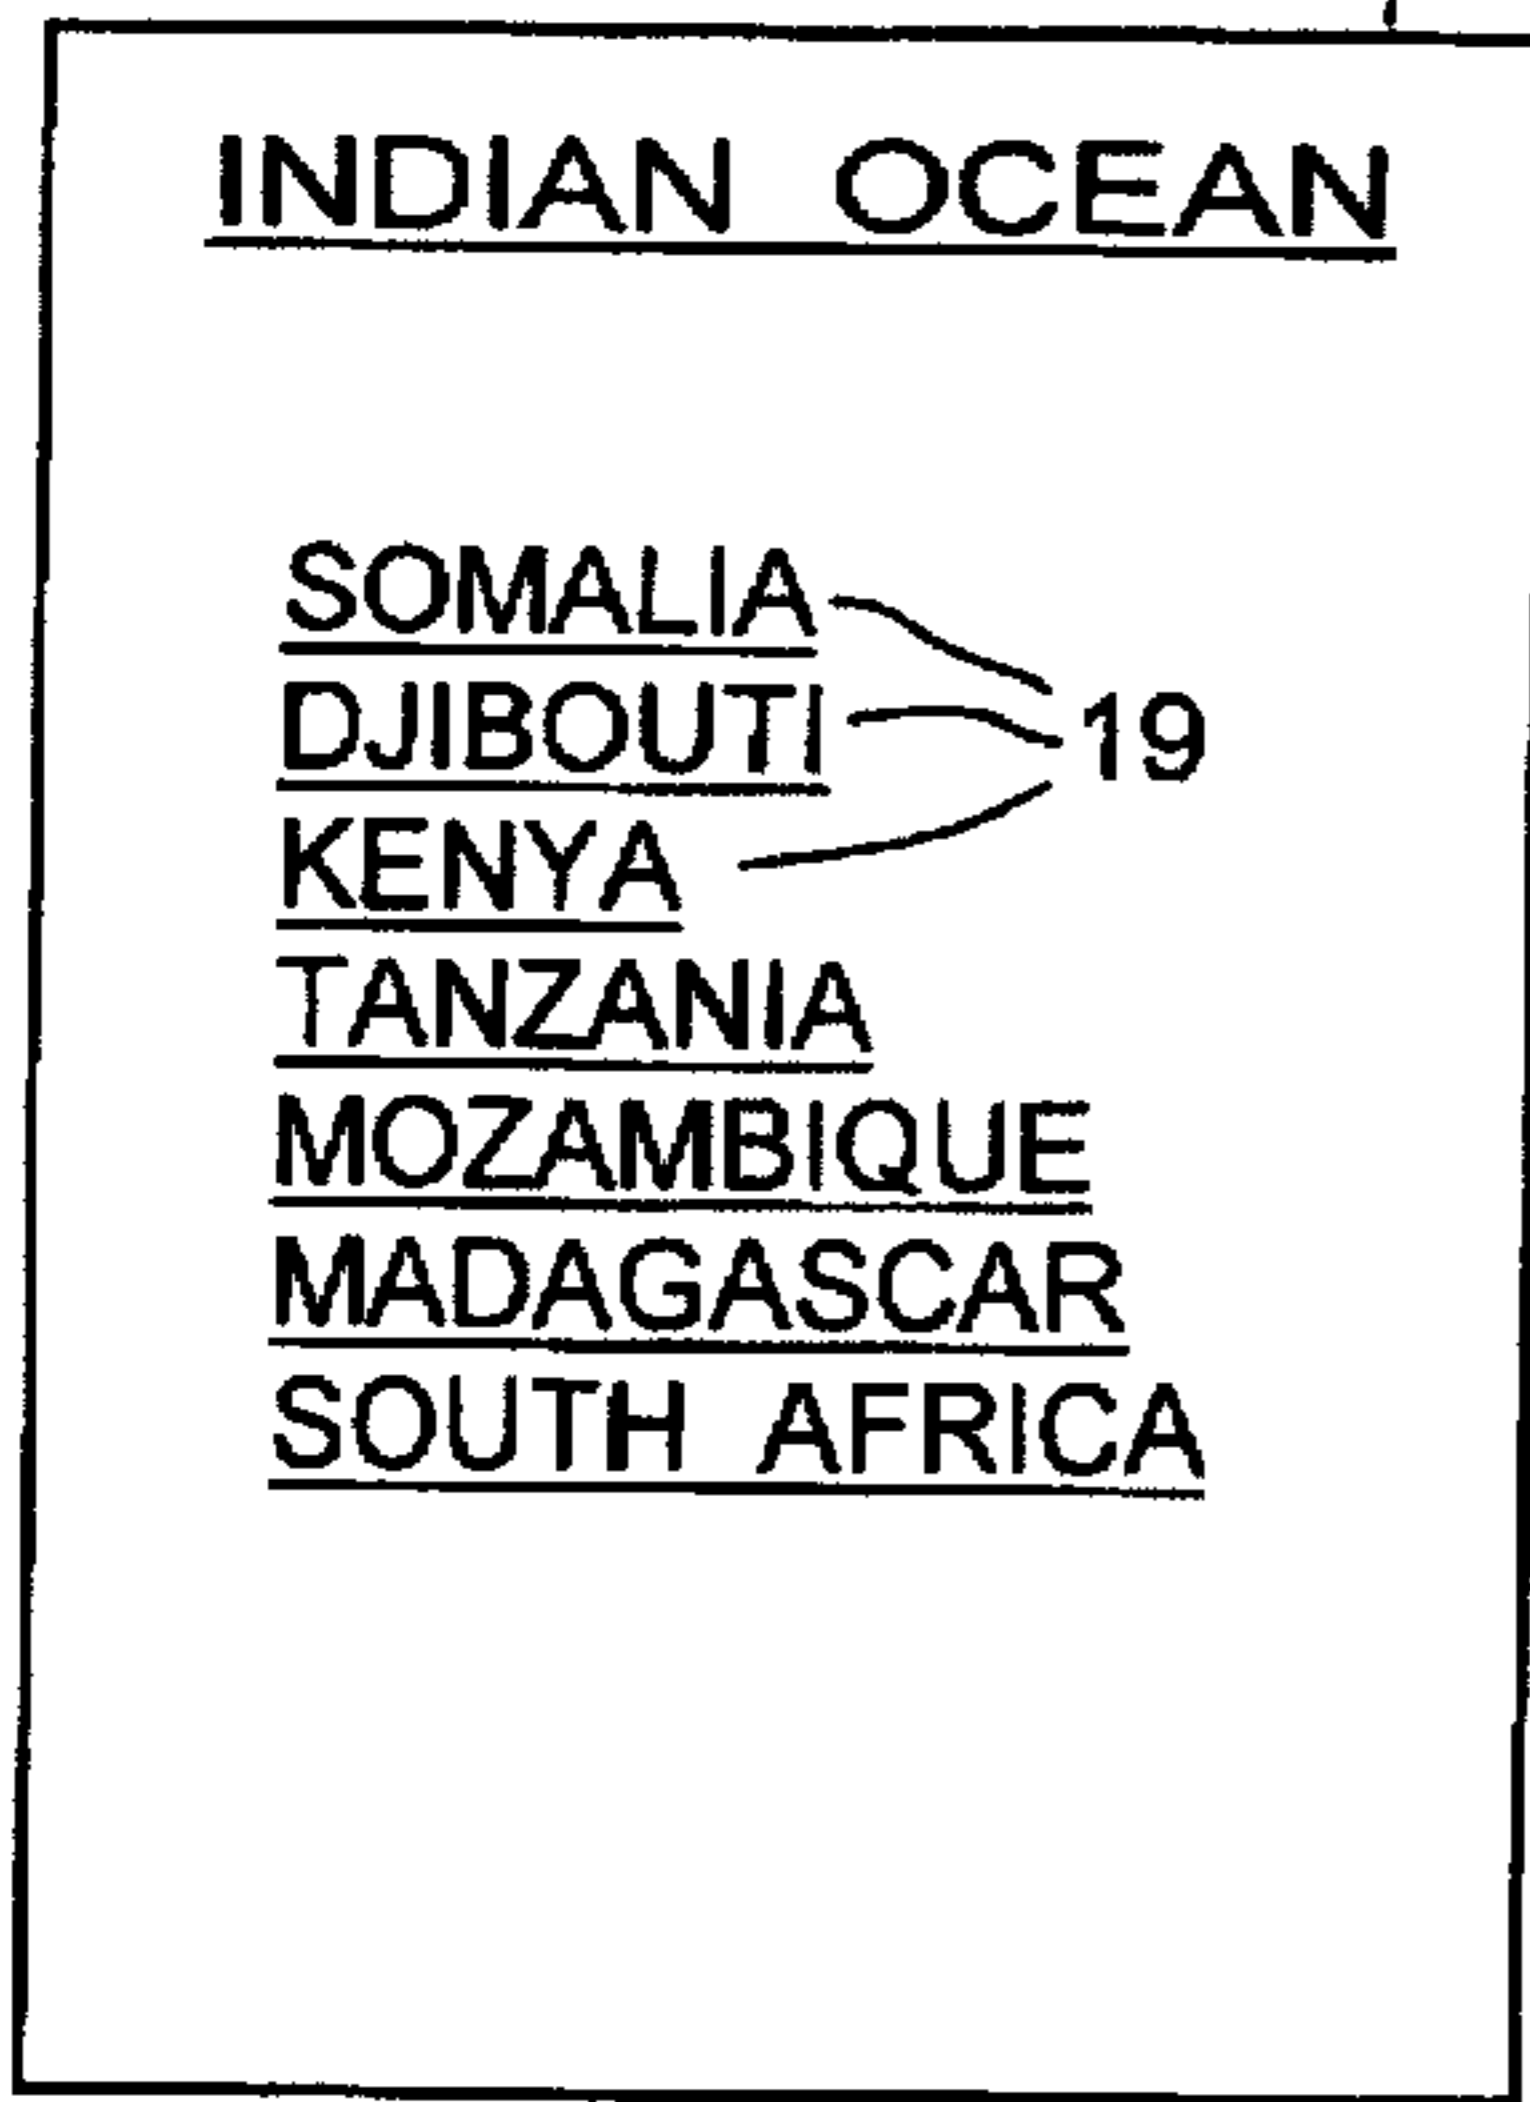 INDIAN OCEAN
SOMALIA
DJIBOUTI 19
KENYA
TANZANIA
MOZAMBIQUE
MADAGASCAR
SOUTH AFRICA